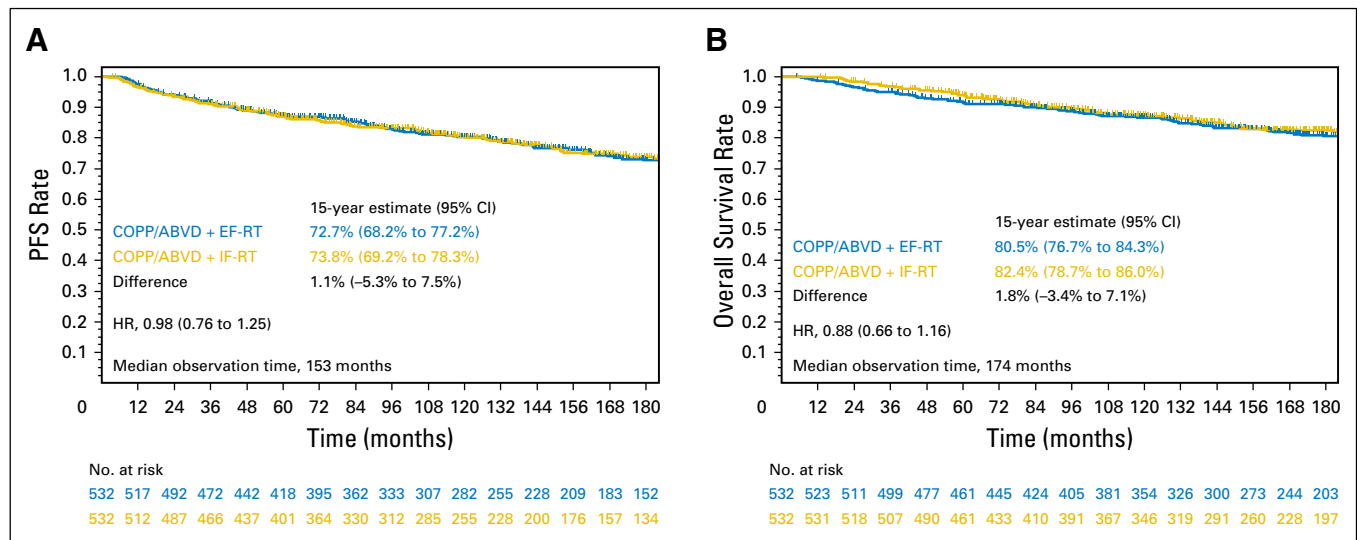 A
PFS Rate
1.0
0.9
0.8
0.7
0.6
0.5
0.4
0.3
0.2
0.1
15-year estimate (95% CI)
COPP/ABVD + EF-RT 72.7% (68.2% to 77.2%)
COPP/ABVD + IF-RT 73.8% (69.2% to 78.3%)
Difference 1.1% (–5.3% to 7.5%)
HR, 0.98 (0.76 to 1.25)
Median observation time, 153 months
0 12 24 36 48 60 72 84 96 108 120 132 144 156 168 180
Time (months)
No. at risk
532 517 492 472 442 418 395 362 333 307 282 255 228 209 183 152
532 512 487 466 437 401 364 330 312 285 255 228 200 176 157 134
B
Overall Survival Rate
1.0
0.9
0.8
0.7
0.6
0.5
0.4
0.3
0.2
0.1
15-year estimate (95% CI)
COPP/ABVD + EF-RT 80.5% (76.7% to 84.3%)
COPP/ABVD + IF-RT 82.4% (78.7% to 86.0%)
Difference 1.8% (–3.4% to 7.1%)
HR, 0.88 (0.66 to 1.16)
Median observation time, 174 months
0 12 24 36 48 60 72 84 96 108 120 132 144 156 168 180
Time (months)
No. at risk
532 523 511 499 477 461 445 424 405 381 354 326 300 273 244 203
532 531 518 507 490 461 433 410 391 367 346 319 291 260 228 197